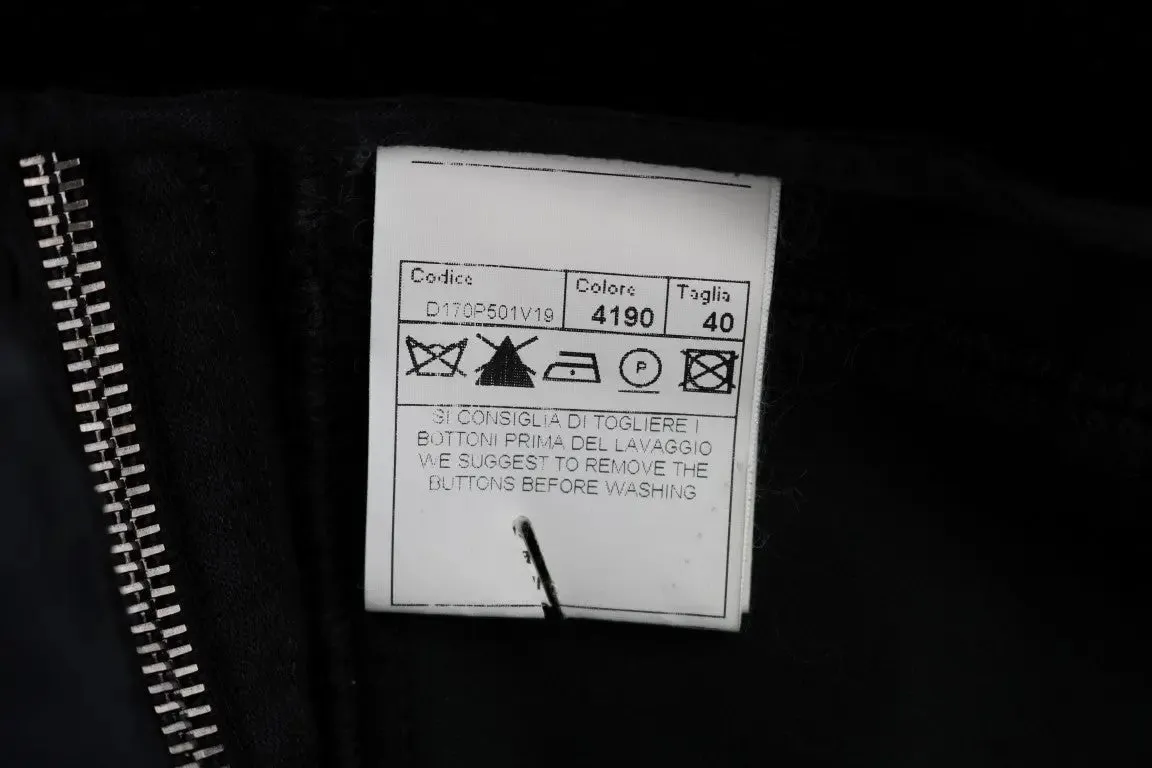 Codice Colore Taglia
D170P501V19 4190 40
P
SI CONSIGLIA DI TOGLIERE I
BOTTONI PRIMA DEL LAVAGGIO
WE SUGGEST TO REMOVE THE
BUTTONS BEFORE WASHING